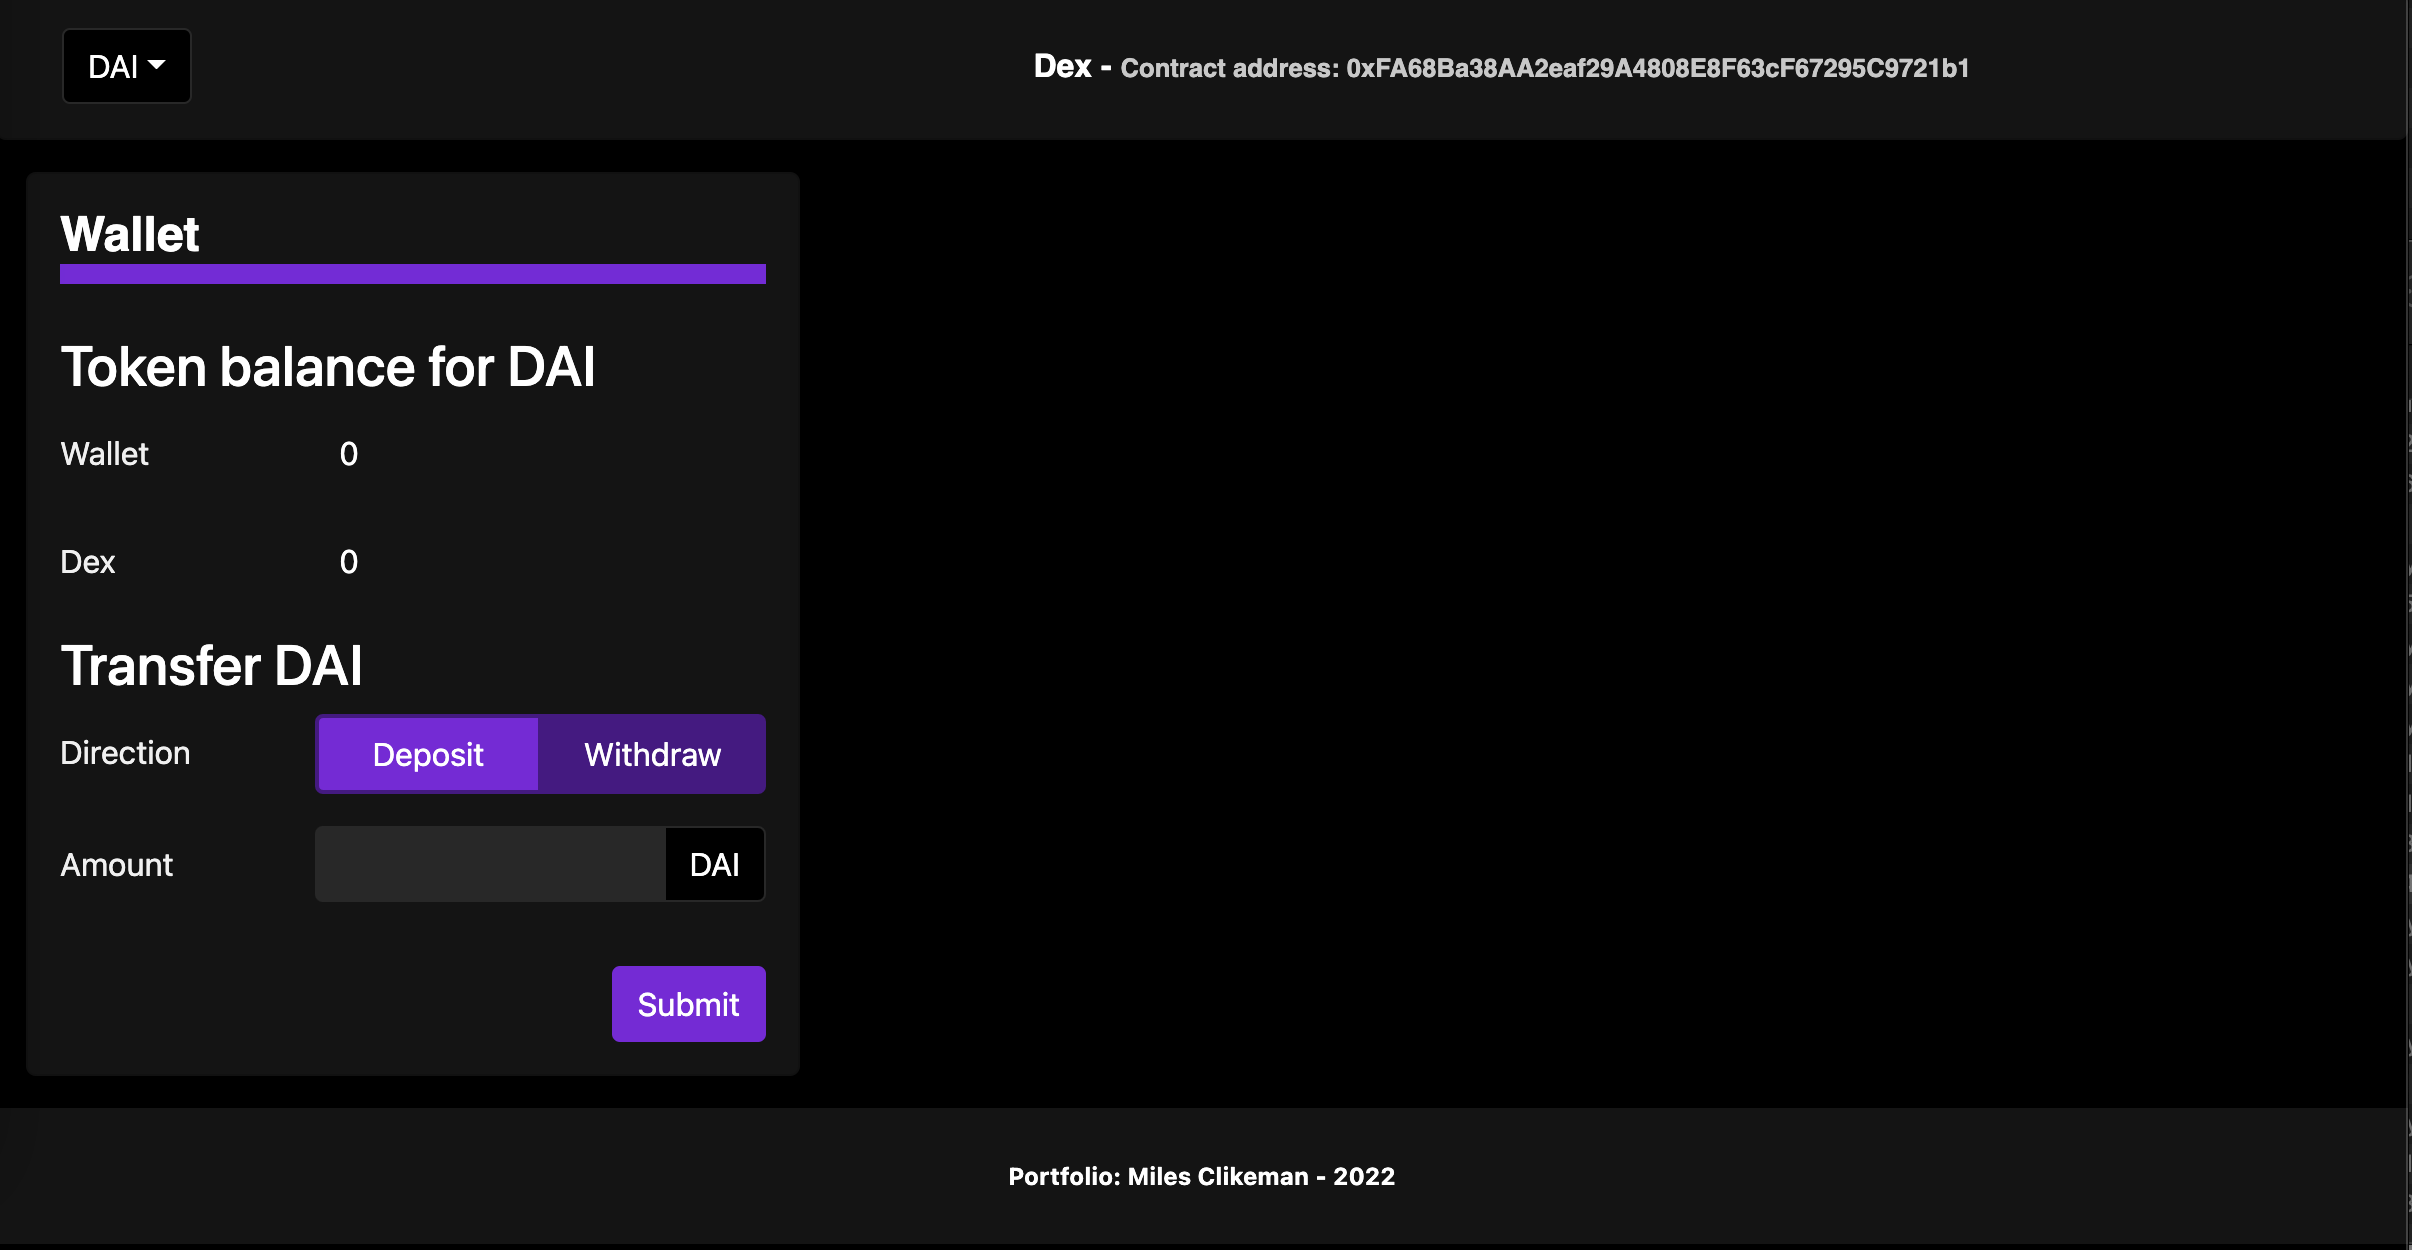 DAI
Dex - Contract address: 0xFA68Ba38AA2eaf29A4808E8F63cF67295C9721b1
Wallet
Token balance for DAI
Wallet 0
Dex 0
Transfer DAI
Direction Deposit Withdraw
Amount DAI
Submit
Portfolio: Miles Clikeman - 2022